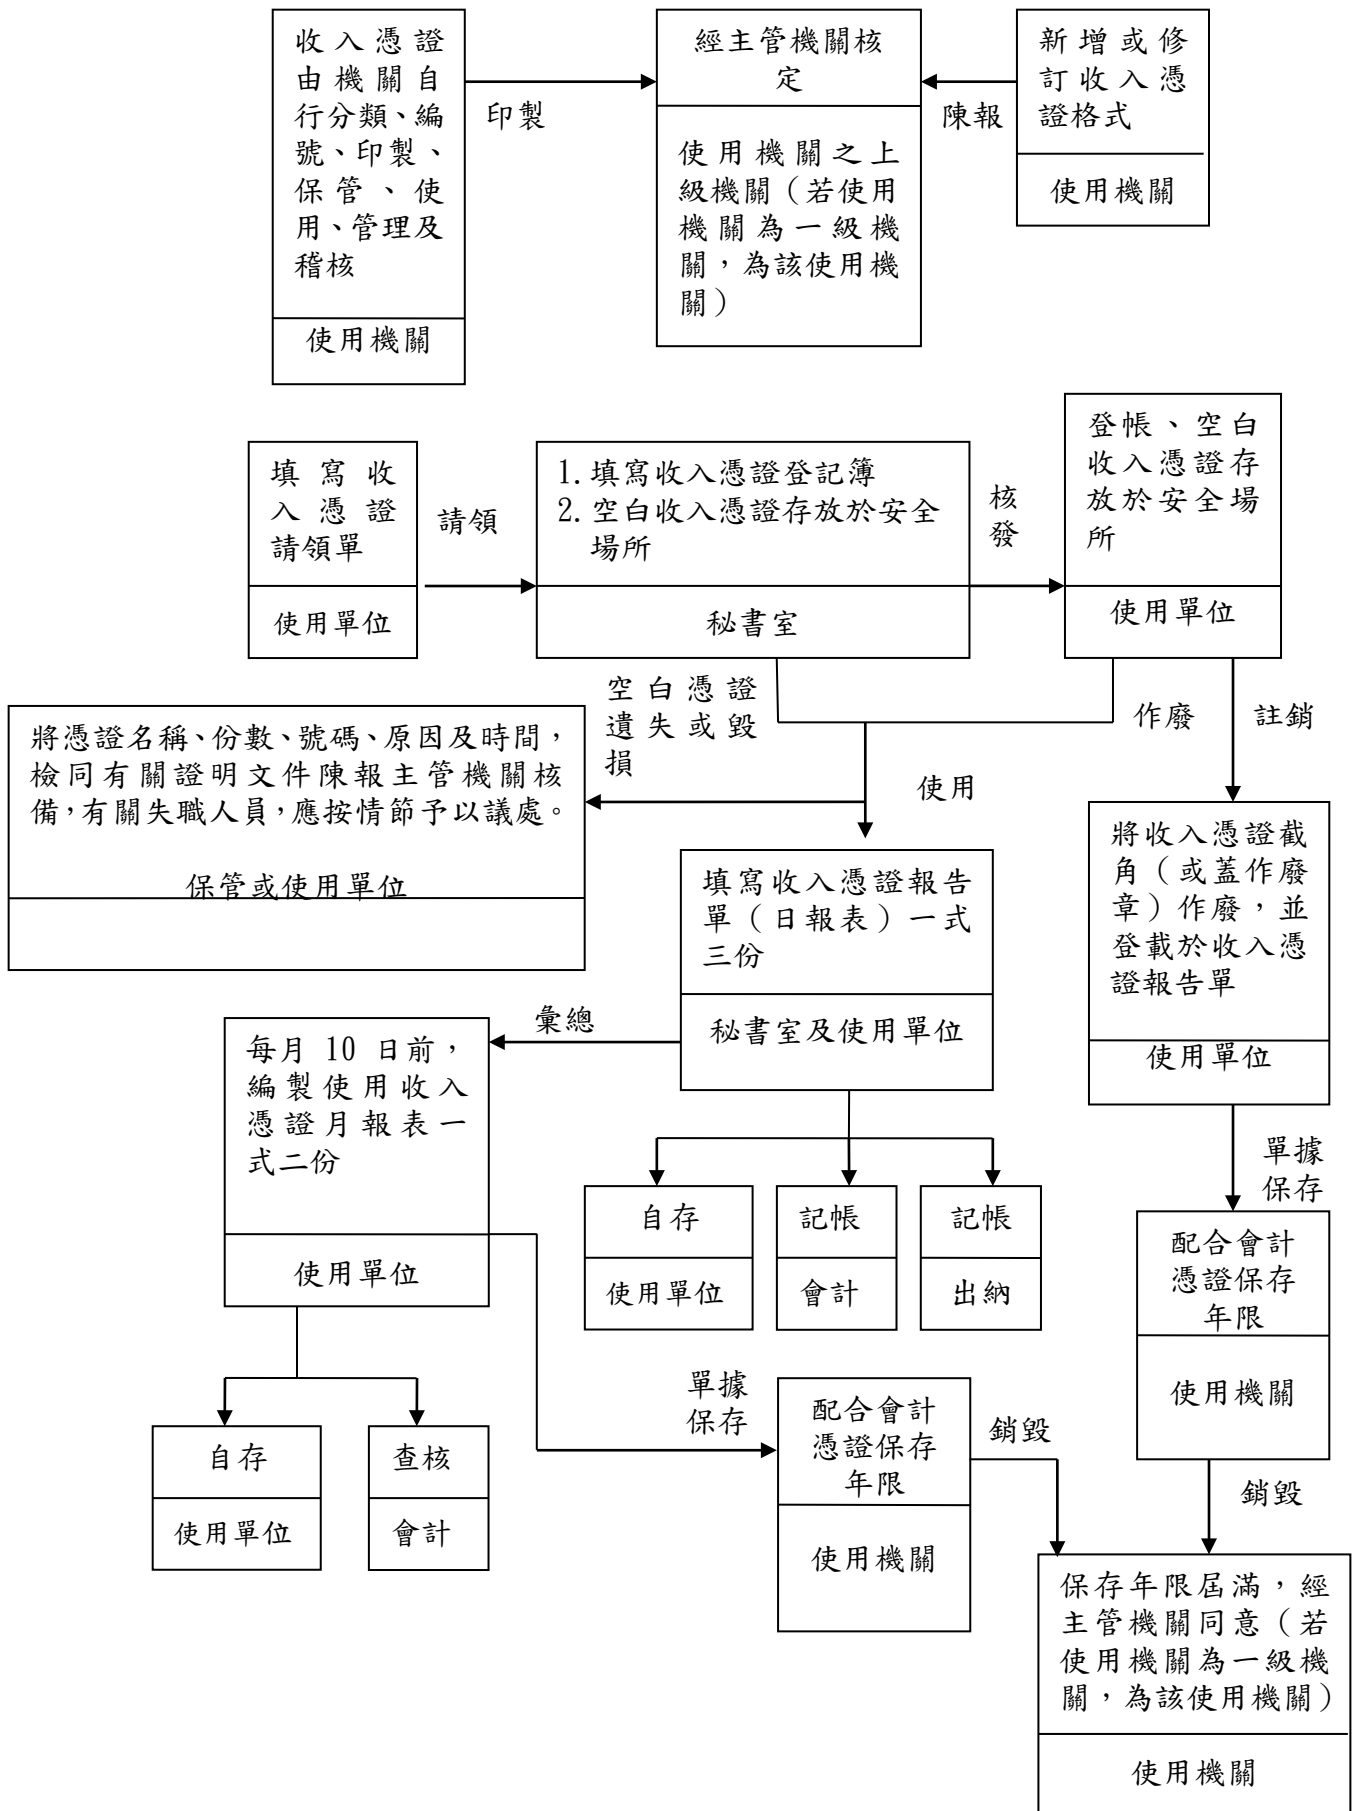 收入憑證
由機關自
行分類、編
號、印製、
保管、使
用、管理及
稽核
使用機關
印製
經主管機關核
定
使用機關之上
級機關（若使用
機關為一級機
關，為該使用機
關）
陳報
新增或修
訂收入憑
證格式
使用機關
填寫收
入憑證
請領單
使用單位
請領
1.填寫收入憑證登記簿
2.空白收入憑證存放於安全
場所
秘書室
核
發
登帳、空白
收入憑證存
放於安全場
所
使用單位
空白憑證
遺失或毀
損
作廢
註銷
將憑證名稱、份數、號碼、原因及時間，
檢同有關證明文件陳報主管機關核
備，有關失職人員，應按情節予以議處。
保管或使用單位
使用
填寫收入憑證報告
單（日報表）一式
三份
秘書室及使用單位
將收入憑證截
角（或蓋作廢
章）作廢，並
登載於收入憑
證報告單
使用單位
彙總
每月 10 日前，
編製使用收入
憑證月報表一
式二份
使用單位
自存
使用單位
記帳
會計
記帳
出納
單據
保存
配合會計
憑證保存
年限
使用機關
自存
使用單位
查核
會計
單據
保存
配合會計
憑證保存
年限
使用機關
銷毀
銷毀
保存年限屆滿，經
主管機關同意（若
使用機關為一級機
關，為該使用機關）
使用機關